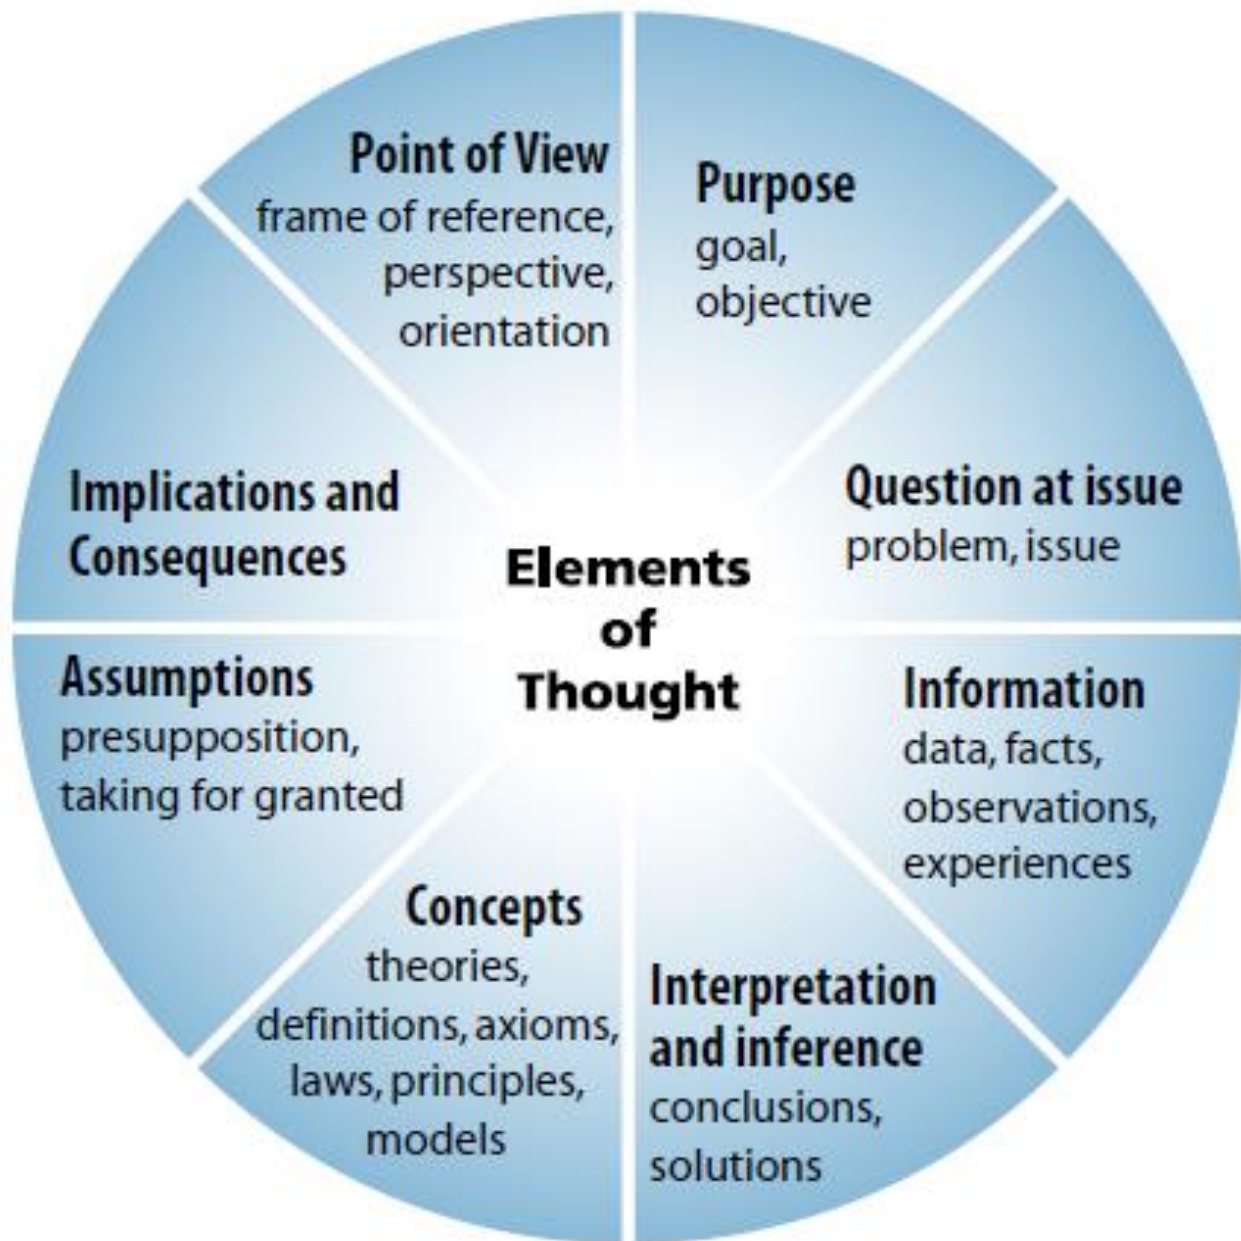 Point of View
frame of reference,
perspective,
orientation
Purpose
goal,
objective
Question at issue
problem, issue
Information
data, facts,
observations,
experiences
Interpretation
and inference
conclusions,
solutions
Concepts
theories,
definitions, axioms,
laws, principles,
models
Assumptions
presupposition,
taking for granted
Implications and
Consequences
Elements
of
Thought